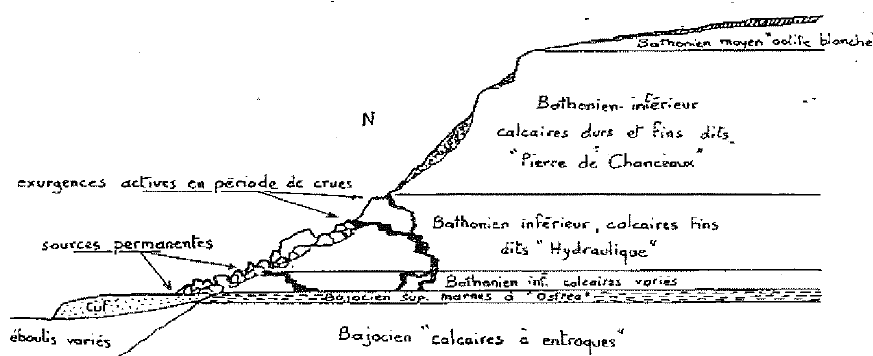 Bathonien moyen "oolite blanche"
Bathonien-inférieur
calcaires durs et fins dits
"Pierre de Chanceaux"
N
exurgences actives en période de crues
Bathonien inférieur, calcaires fins
dits "Hydraulique"
sources permanentes
Bathonien inf. calcaires variés
Bajocien sup. marnes à "Ostrea"
tuf
éboulis variés
Bajocien "calcaires à entroques"